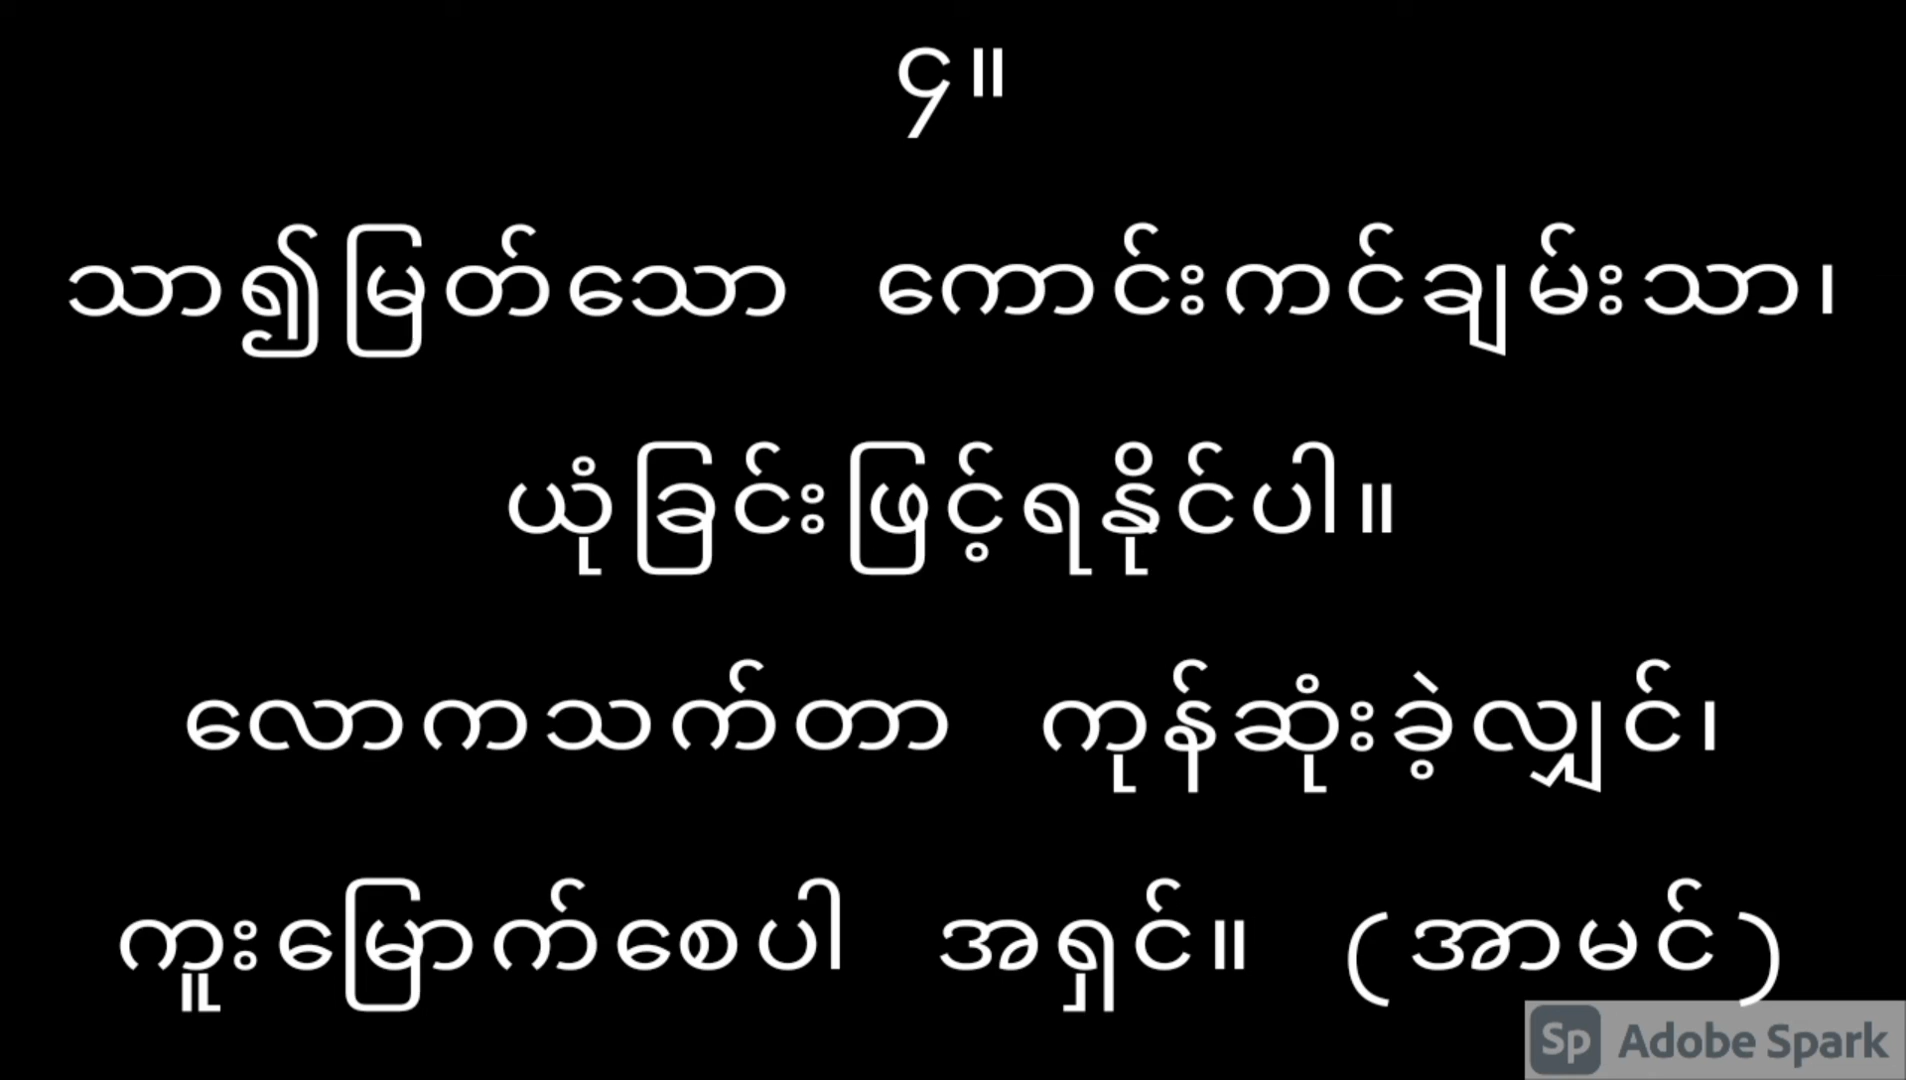 ၄။
သာ၍မြတ်သော ကောင်းကင်ချမ်းသာ၊
ယုံခြင်းဖြင့်ရနိုင်ပါ။
လောကသက်တာ ကုန်ဆုံးခဲ့လျှင်၊
ကူးမြောက်စေပါ အရှင်။ (အာမင်)
Sp Adobe Spark